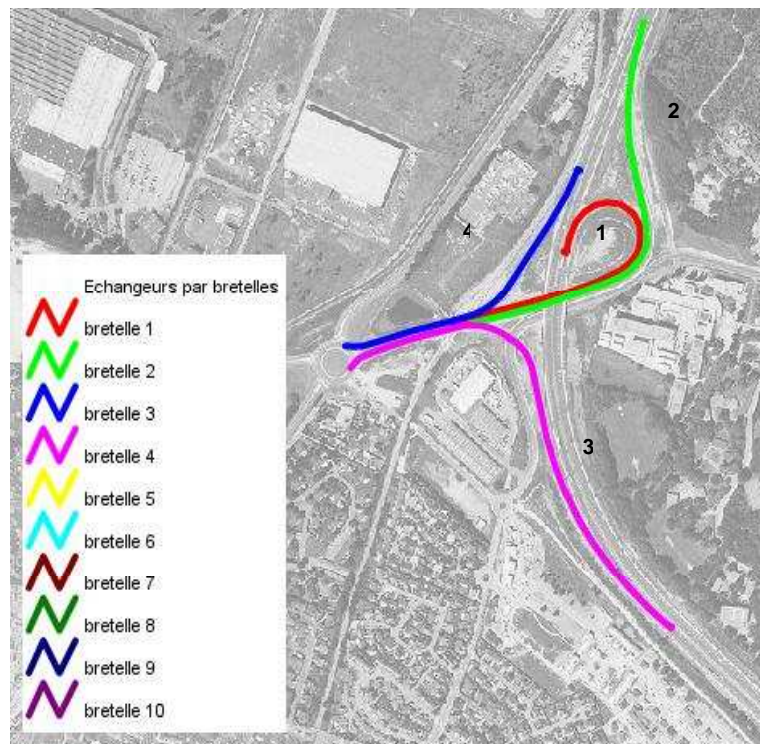 2
1
4
Echangeurs par bretelles
bretelle 1
bretelle 2
bretelle 3
bretelle 4
3
bretelle 5
bretelle 6
bretelle 7
bretelle 8
bretelle 9
bretelle 10